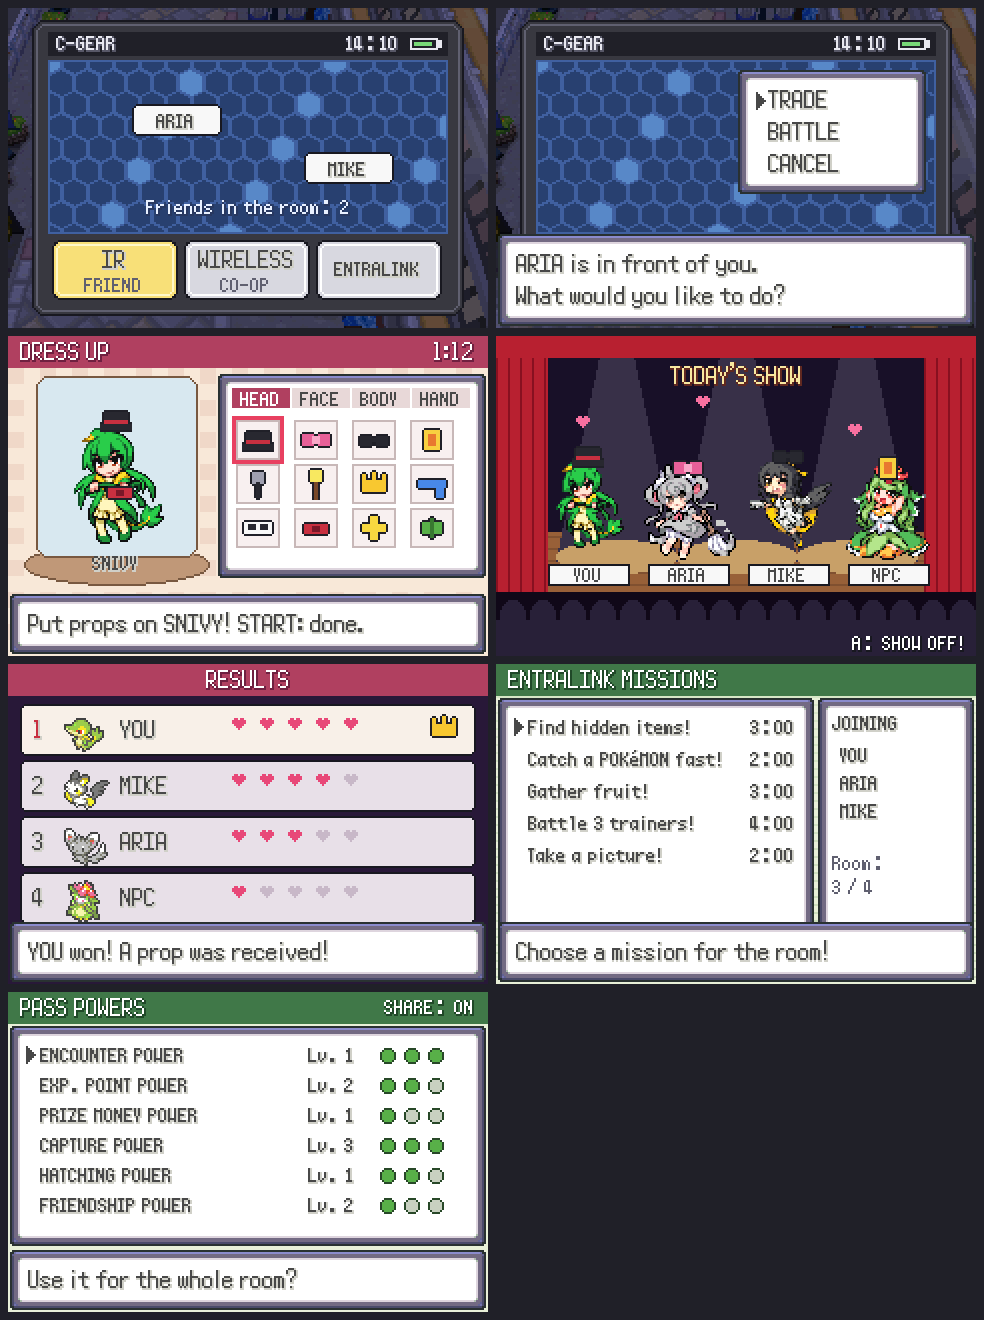 C-GEAR 14:10
ARIA
MIKE
Friends in the room: 2
IR
FRIEND
WIRELESS
CO-OP
ENTRALINK
C-GEAR 14:10
TRADE
BATTLE
CANCEL
ARIA is in front of you.
What would you like to do?
DRESS UP 1:12
HEAD FACE BODY HAND
SNIVY
Put props on SNIVY! START: done.
TODAY'S SHOW
YOU ARIA MIKE NPC
A: SHOW OFF!
RESULTS
1 YOU
2 MIKE
3 ARIA
4 NPC
YOU won! A prop was received!
ENTRALINK MISSIONS
Find hidden items! 3:00
Catch a POKéMON fast! 2:00
Gather fruit! 3:00
Battle 3 trainers! 4:00
Take a picture! 2:00
JOINING
YOU
ARIA
MIKE
Room:
3 / 4
Choose a mission for the room!
PASS POWERS SHARE: ON
ENCOUNTER POWER Lv. 1
EXP. POINT POWER Lv. 2
PRIZE MONEY POWER Lv. 1
CAPTURE POWER Lv. 3
HATCHING POWER Lv. 1
FRIENDSHIP POWER Lv. 2
Use it for the whole room?